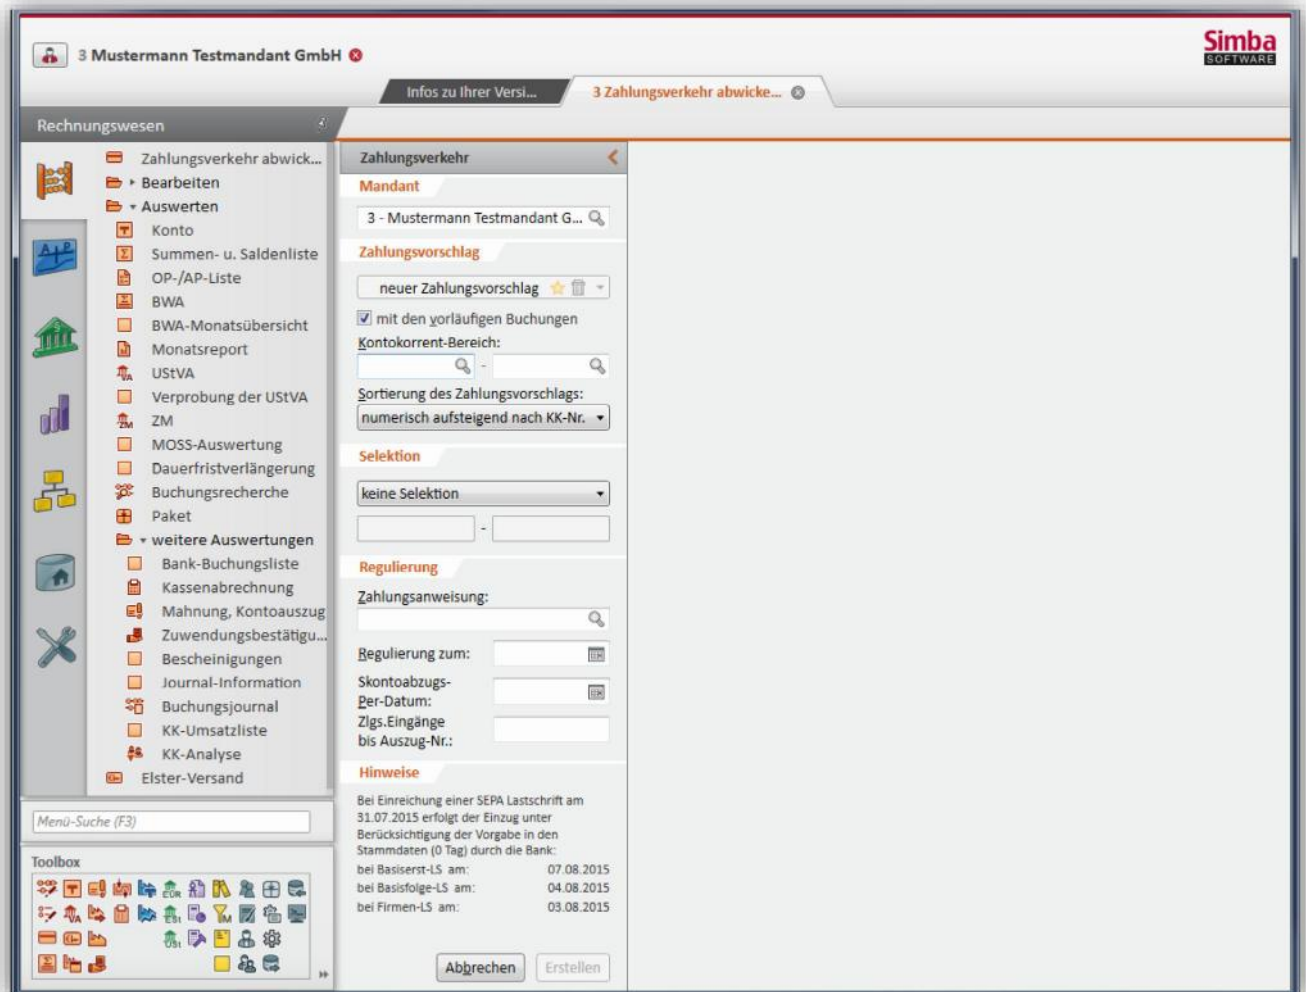 3 Mustermann Testmandant GmbH
Simba
SOFTWARE
Infos zu Ihrer Versi...
3 Zahlungsverkehr abwicke...
Rechnungswesen
Zahlungsverkehr abwick...
Bearbeiten
Auswerten
Konto
Summen- u. Saldenliste
OP-/AP-Liste
BWA
BWA-Monatsübersicht
Monatsreport
UStVA
Verprobung der UStVA
ZM
MOSS-Auswertung
Dauerfristverlängerung
Buchungsrecherche
Paket
weitere Auswertungen
Bank-Buchungsliste
Kassenabrechnung
Mahnung, Kontoauszug
Zuwendungsbestätigu...
Bescheinigungen
Journal-Information
Buchungsjournal
KK-Umsatzliste
KK-Analyse
Elster-Versand
Menü-Suche (F3)
Toolbox
Zahlungsverkehr
Mandant
3 - Mustermann Testmandant G...
Zahlungsvorschlag
neuer Zahlungsvorschlag
mit den vorläufigen Buchungen
Kontokorrent-Bereich:
-
Sortierung des Zahlungsvorschlags:
numerisch aufsteigend nach KK-Nr.
Selektion
keine Selektion
-
Regulierung
Zahlungsanweisung:
Regulierung zum:
Skontoabzugs-
Per-Datum:
Zlgs.Eingänge
bis Auszug-Nr.:
Hinweise
Bei Einreichung einer SEPA Lastschrift am
31.07.2015 erfolgt der Einzug unter
Berücksichtigung der Vorgabe in den
Stammdaten (0 Tag) durch die Bank:
bei Basiserst-LS am: 07.08.2015
bei Basisfolge-LS am: 04.08.2015
bei Firmen-LS am: 03.08.2015
Abbrechen Erstellen